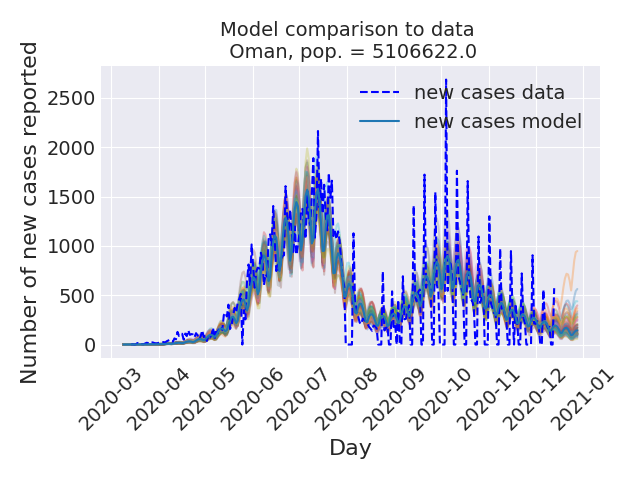 Model comparison to data
Oman, pop. = 5106622.0
Number of new cases reported
2500
2000
1500
1000
500
0
new cases data
new cases model
2020-03
2020-04
2020-05
2020-06
2020-07
2020-08
2020-09
2020-10
2020-11
2020-12
2021-01
Day